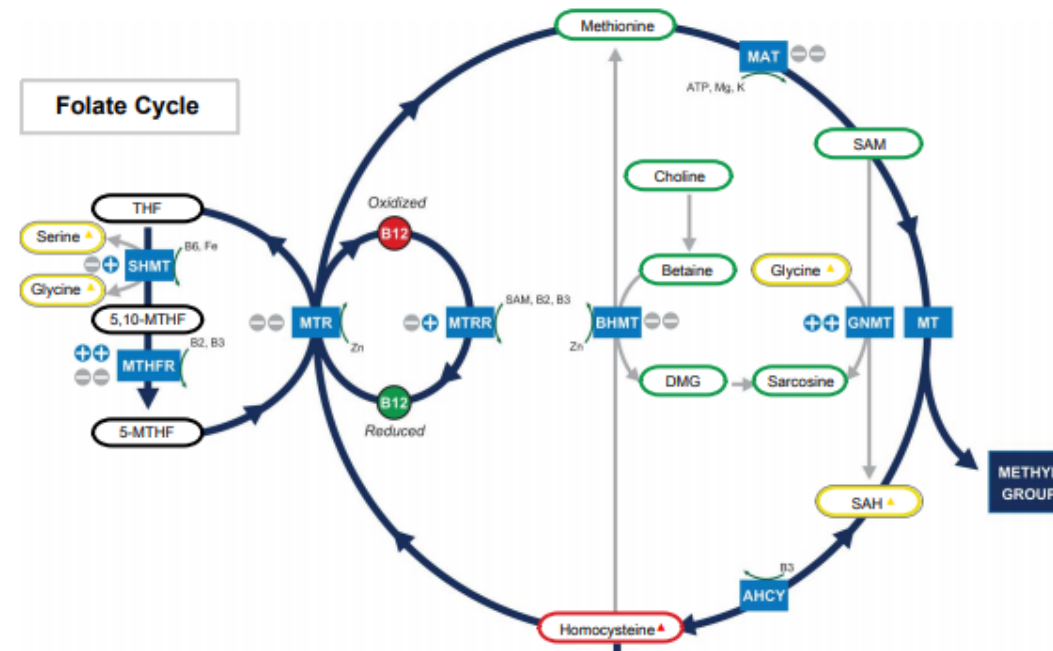 Methionine
MAT
ATP, Mg, K
Folate Cycle
SAM
Choline
THF
Oxidized
B12
Serine
B6, Fe
SHMT
Glycine
Betaine
Glycine
SAM, B2, B3
5,10-MTHF
MTR
Zn
MTRR
BHMT
Zn
GNMT
MT
B2, B3
MTHFR
DMG
Sarcosine
B12
Reduced
5-MTHF
METHYL
GROUP
SAH
B3
AHCY
Homocysteine